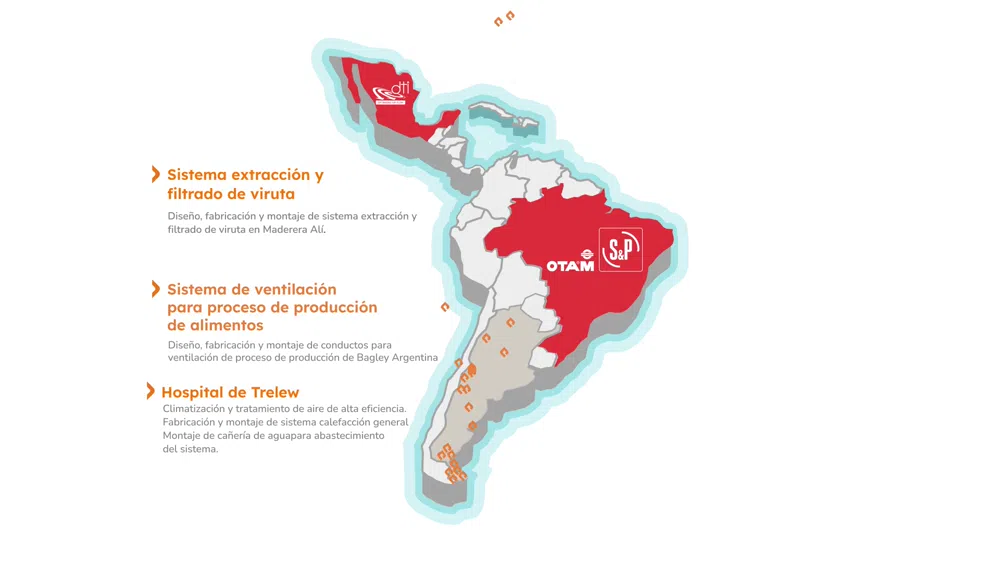 dti
Sistema extracción y
filtrado de viruta
Diseño, fabricación y montaje de sistema extracción y
filtrado de viruta en Maderera Alí.
OTAM
S&P
Sistema de ventilación
para proceso de producción
de alimentos
Diseño, fabricación y montaje de conductos para
ventilación de proceso de producción de Bagley Argentina
Hospital de Trelew
Climatización y tratamiento de aire de alta eficiencia.
Fabricación y montaje de sistema calefacción general
Montaje de cañería de aguapara abastecimiento
del sistema.